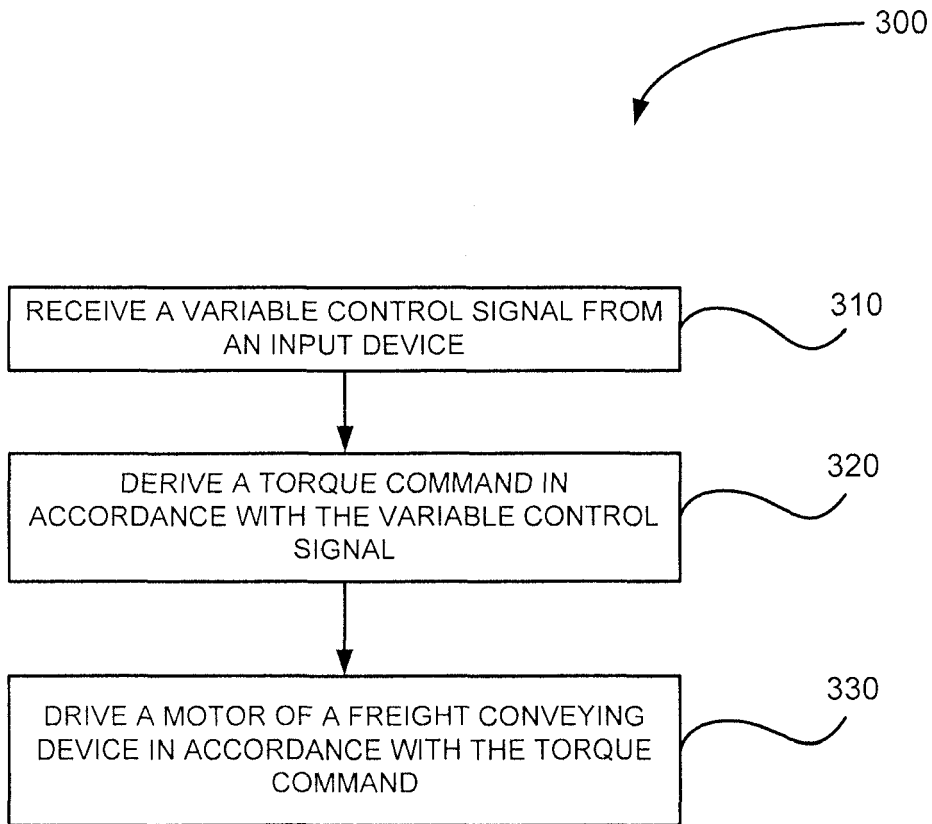 300
RECEIVE A VARIABLE CONTROL SIGNAL FROM
AN INPUT DEVICE
310
DERIVE A TORQUE COMMAND IN
ACCORDANCE WITH THE VARIABLE CONTROL
SIGNAL
320
DRIVE A MOTOR OF A FREIGHT CONVEYING
DEVICE IN ACCORDANCE WITH THE TORQUE
COMMAND
330